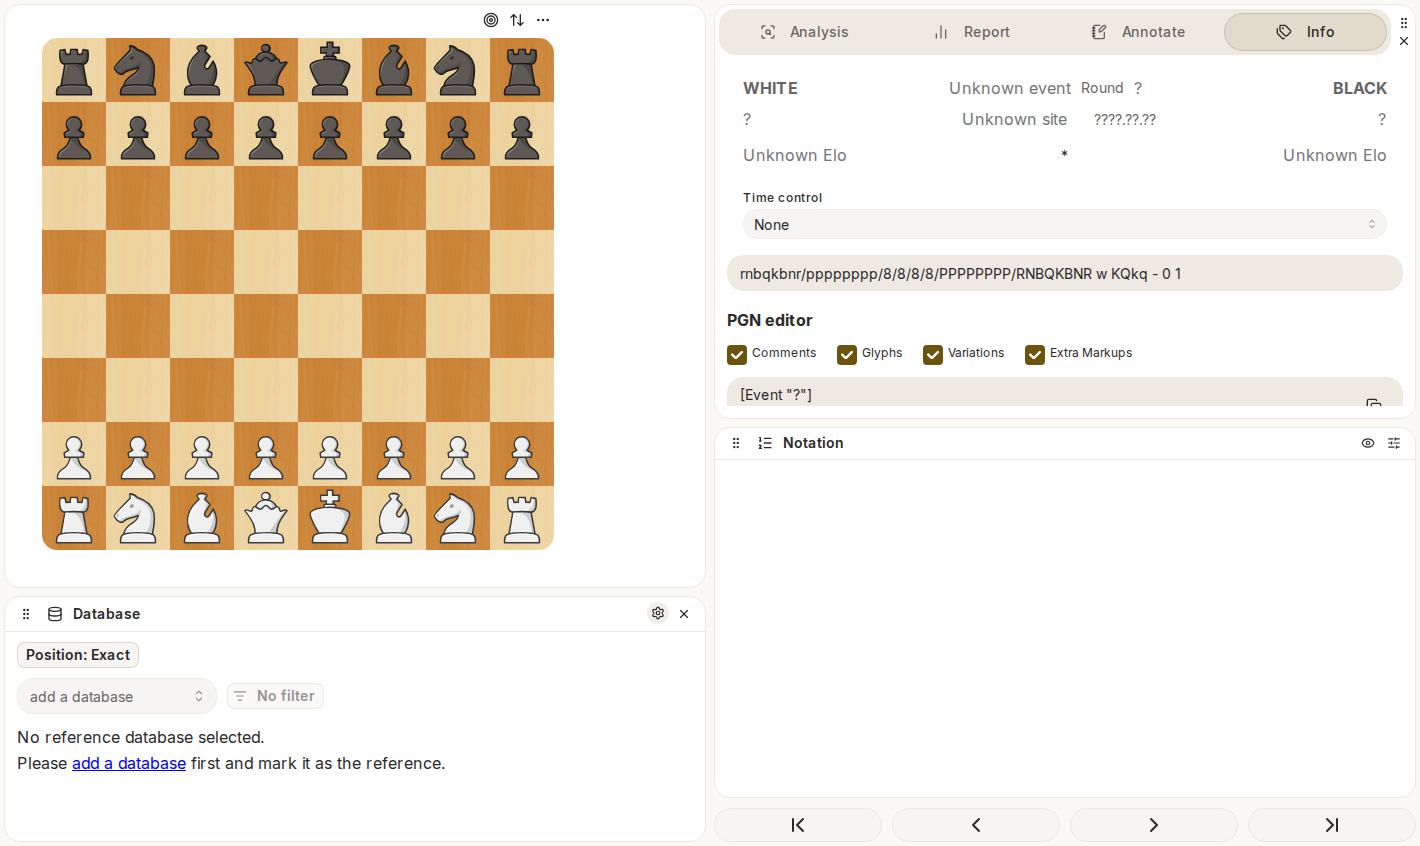 Analysis
Report
Annotate
Info
WHITE
Unknown event Round ?
BLACK
?
Unknown site ????.??.??
?
Unknown Elo
*
Unknown Elo
Time control
None
rnbqkbnr/pppppppp/8/8/8/8/PPPPPPPP/RNBQKBNR w KQkq - 0 1
PGN editor
Comments
Glyphs
Variations
Extra Markups
[Event "?"]
Notation
Database
Position: Exact
add a database
No filter
No reference database selected.
Please add a database first and mark it as the reference.